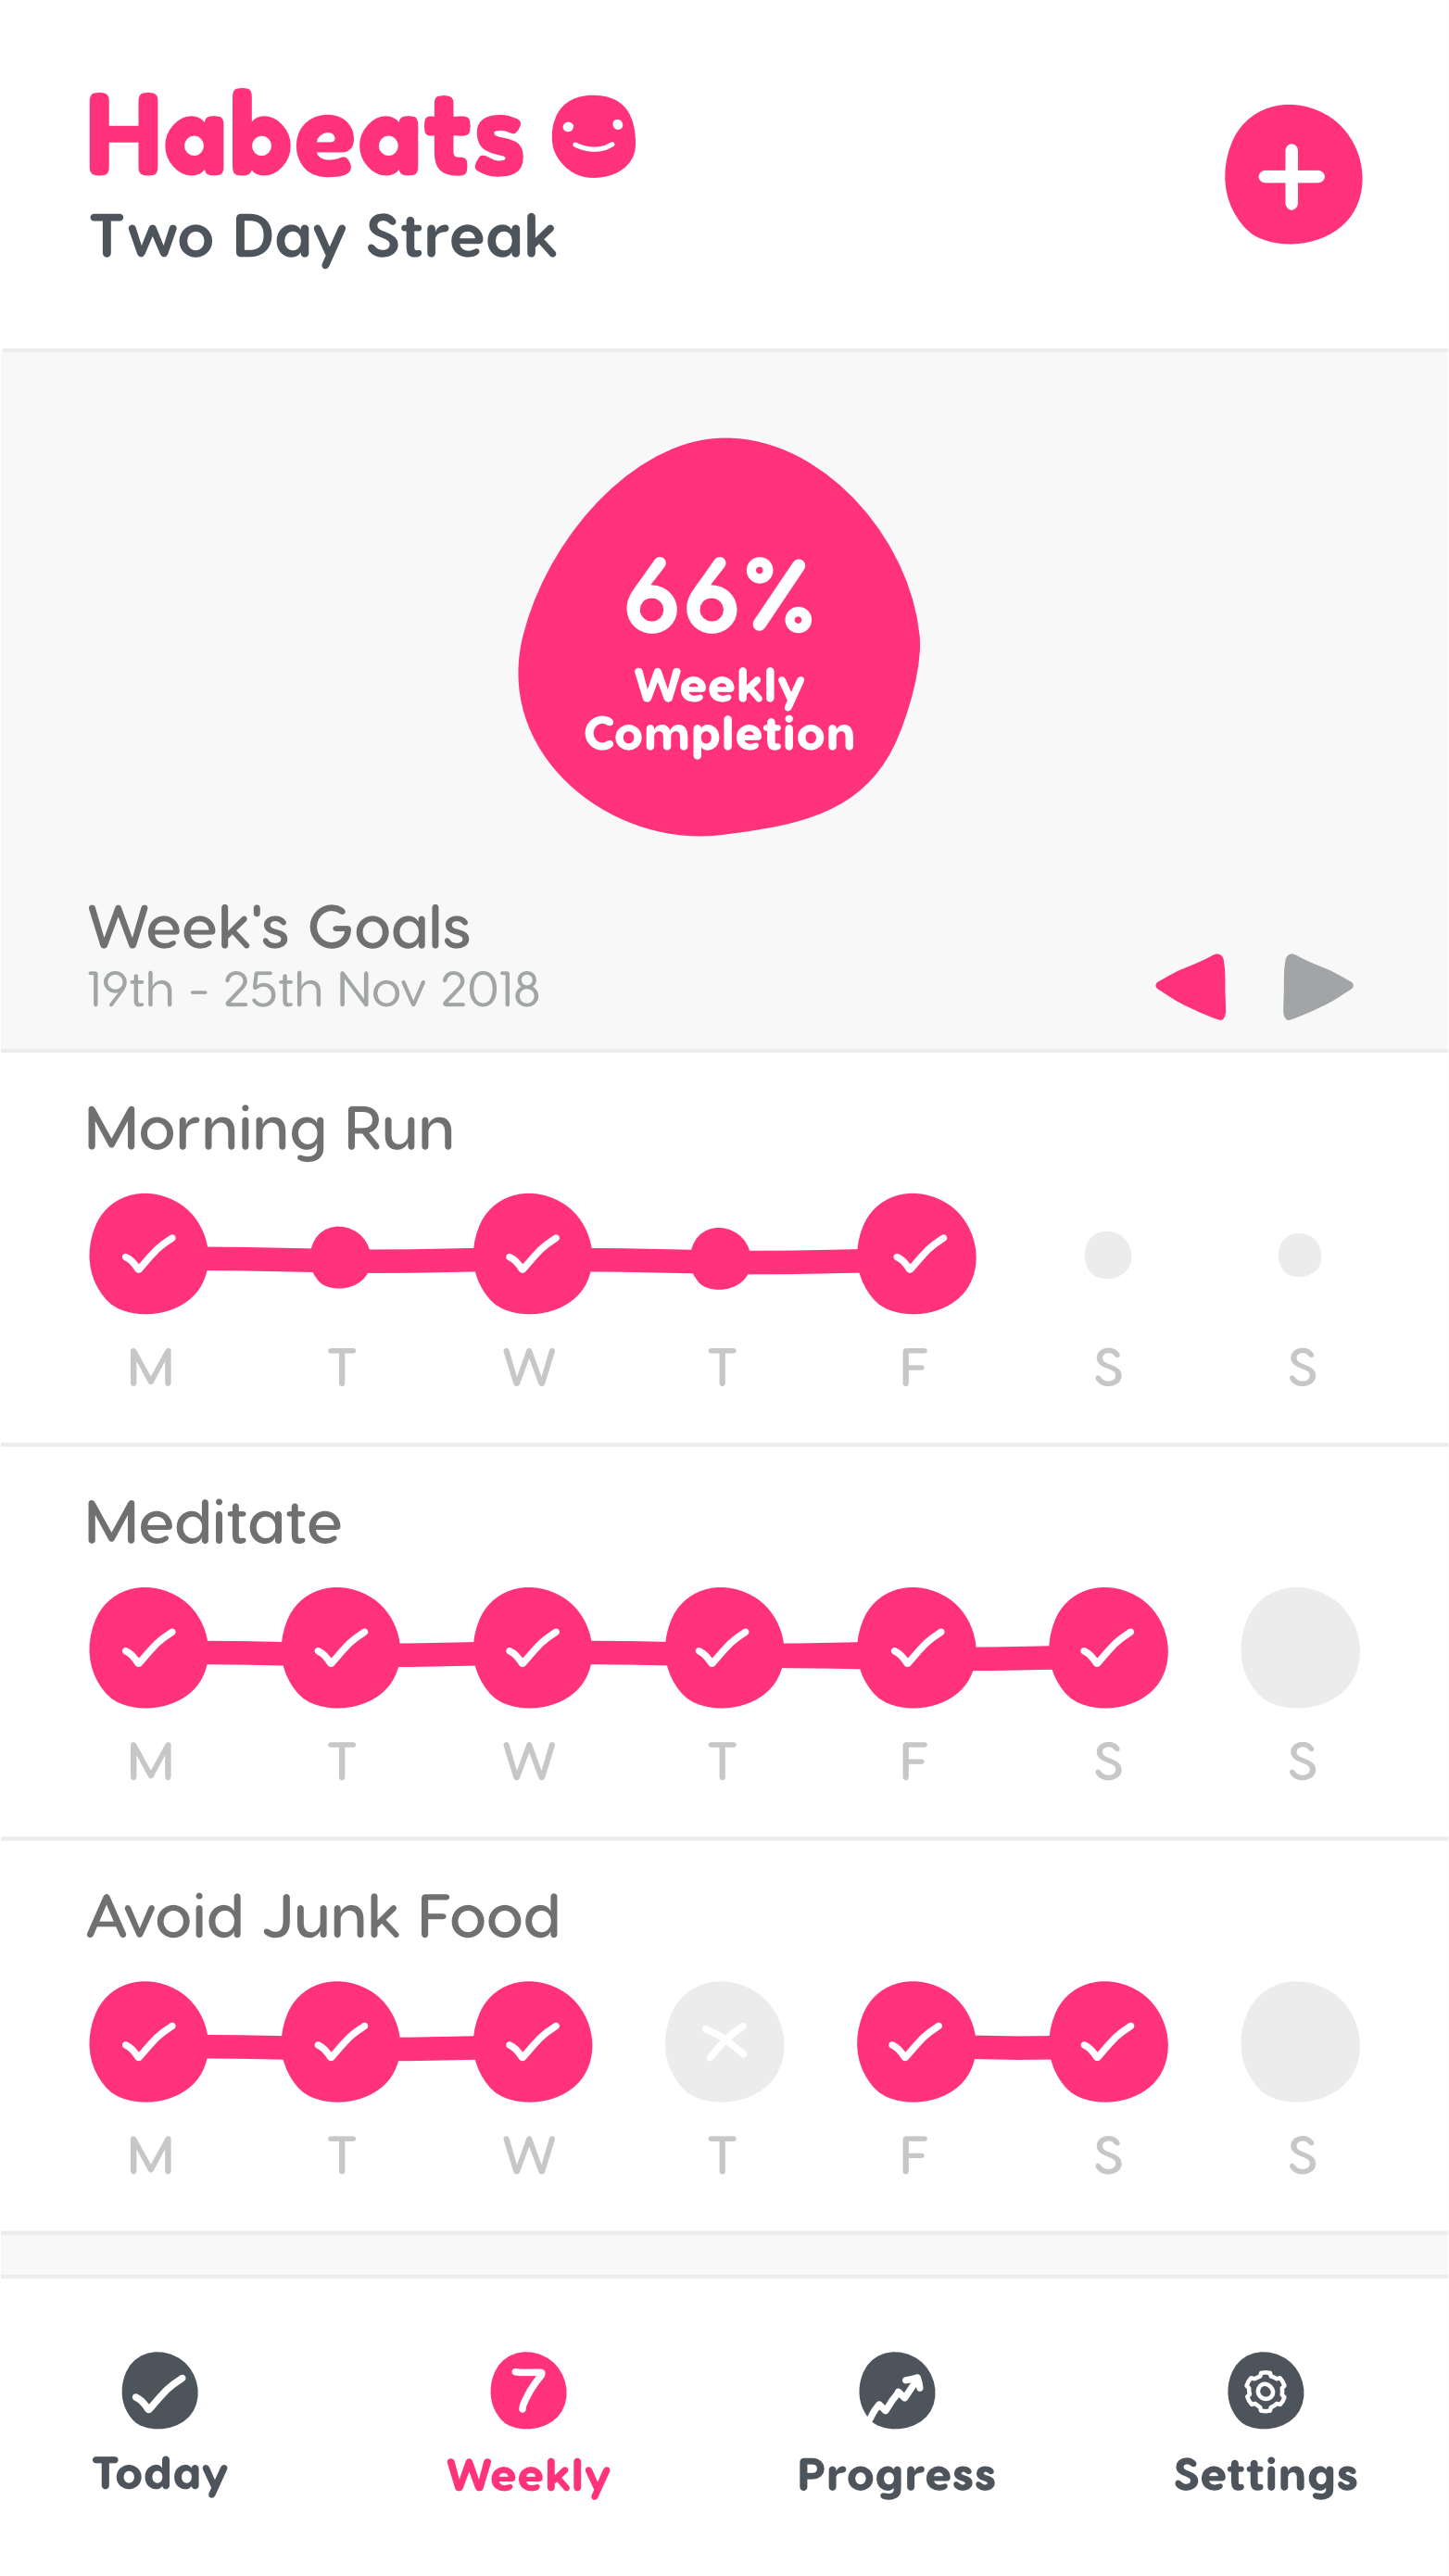 Habeats
Two Day Streak
66%
Weekly
Completion
Week's Goals
19th - 25th Nov 2018
Morning Run
M T W T F S S
Meditate
M T W T F S S
Avoid Junk Food
M T W T F S S
7
Today Weekly Progress Settings